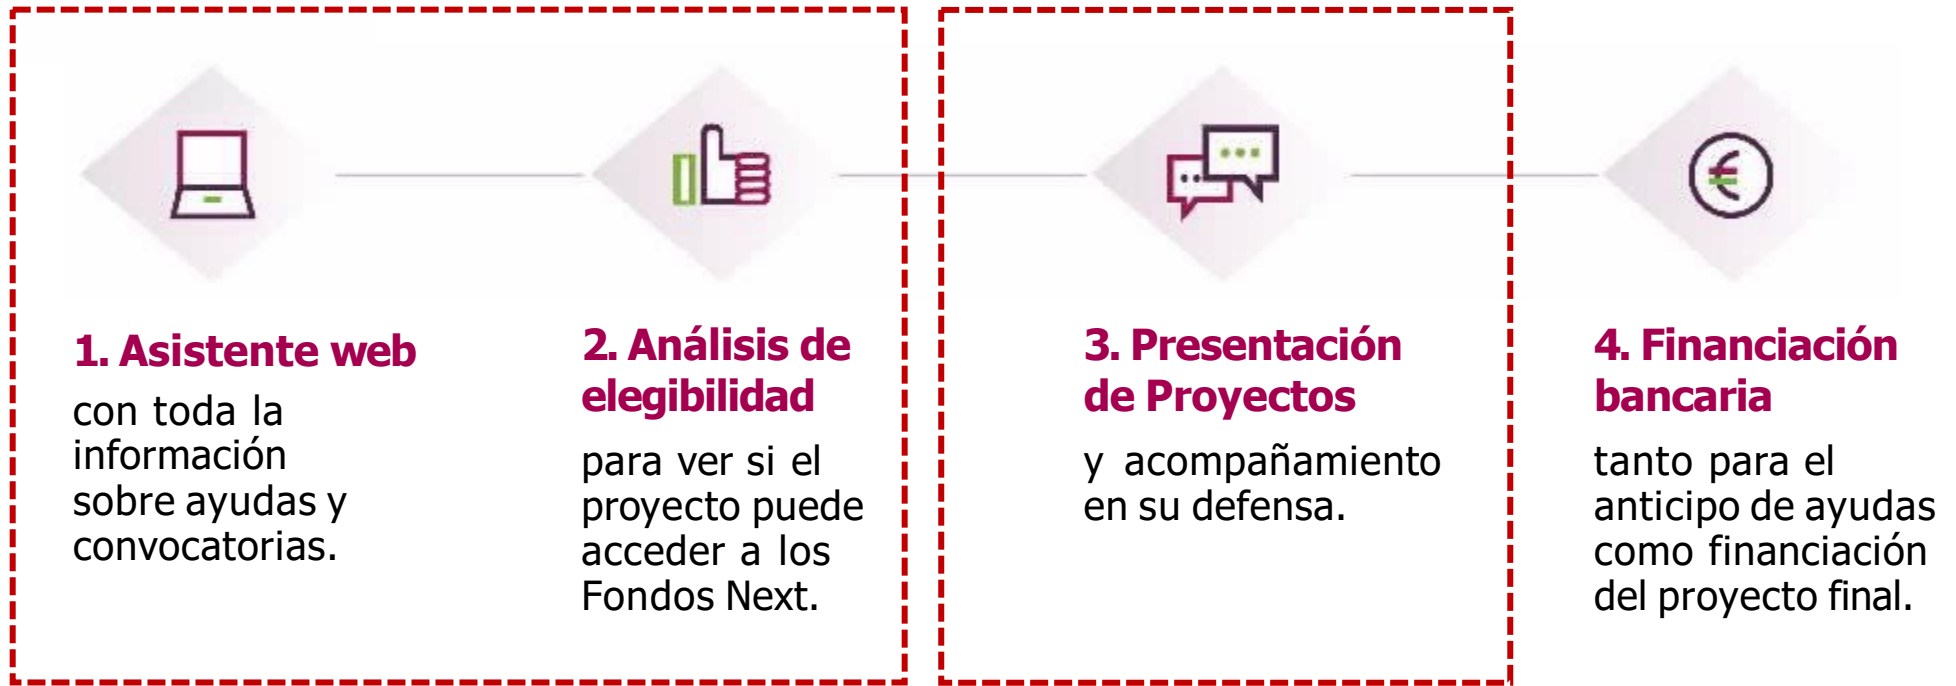 1. Asistente web
con toda la
información
sobre ayudas y
convocatorias.
2. Análisis de
elegibilidad
para ver si el
proyecto puede
acceder a los
Fondos Next.
3. Presentación
de Proyectos
y acompañamiento
en su defensa.
4. Financiación
bancaria
tanto para el
anticipo de ayudas
como financiación
del proyecto final.